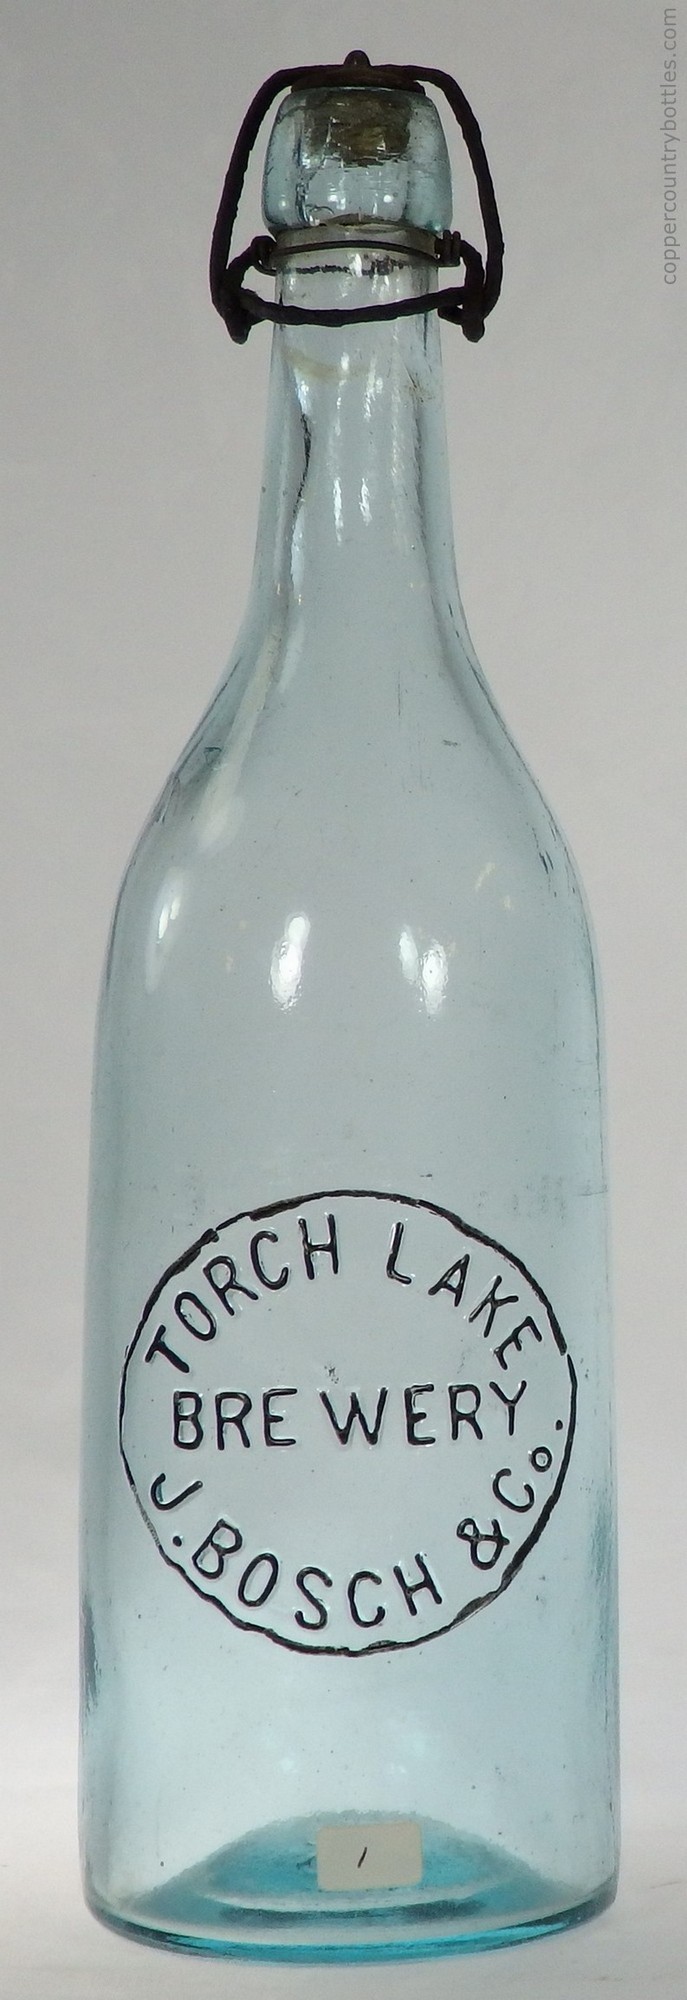 coppercountrybottles.com
TORCH LAKE
BREWERY
J. BOSCH & Co.
1